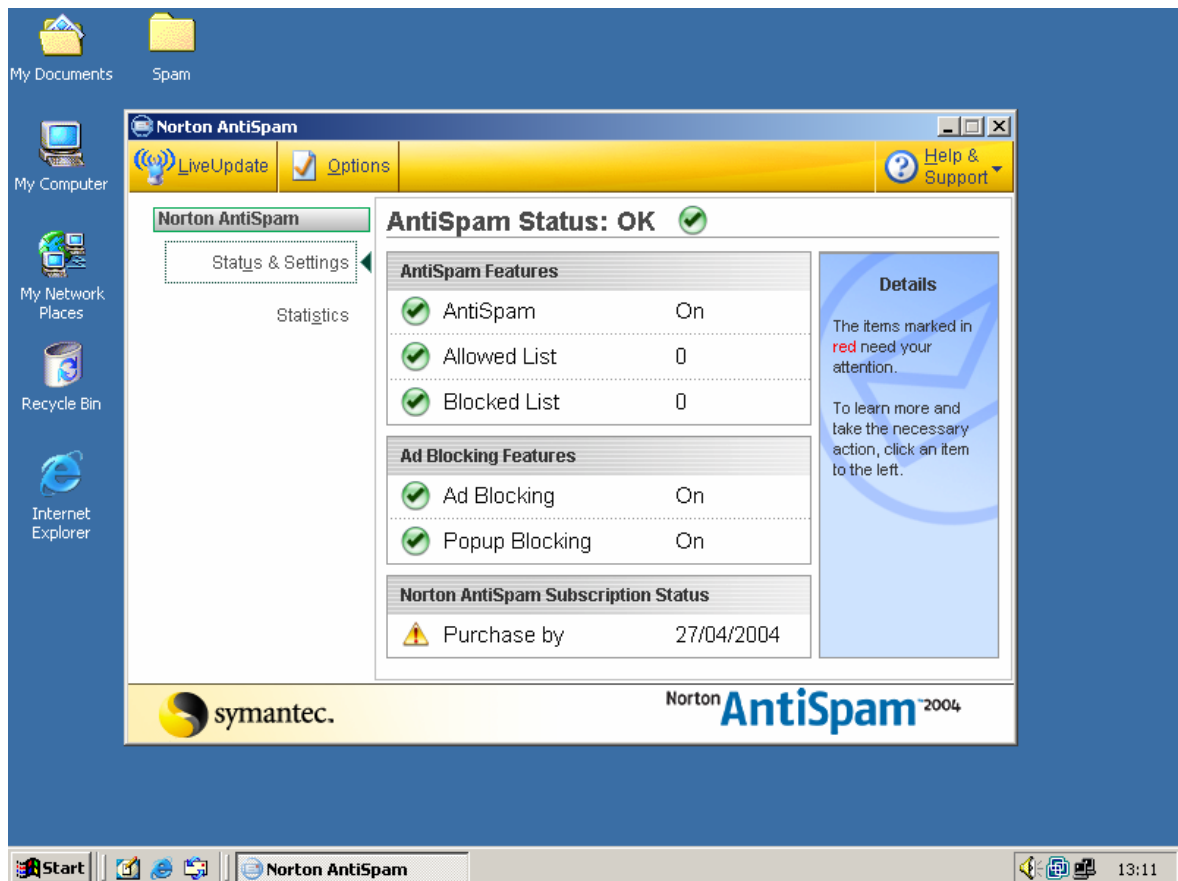 My Documents
Spam
My Computer
My Network
Places
Recycle Bin
Internet
Explorer
Norton AntiSpam
LiveUpdate
Options
Help &
Support
Norton AntiSpam
Status & Settings
Statistics
AntiSpam Status: OK
AntiSpam Features
AntiSpam On
Allowed List 0
Blocked List 0
Ad Blocking Features
Ad Blocking On
Popup Blocking On
Norton AntiSpam Subscription Status
Purchase by 27/04/2004
Details
The items marked in
red need your
attention.
To learn more and
take the necessary
action, click an item
to the left.
symantec.
Norton AntiSpam™ 2004
Start
Norton AntiSpam
13:11